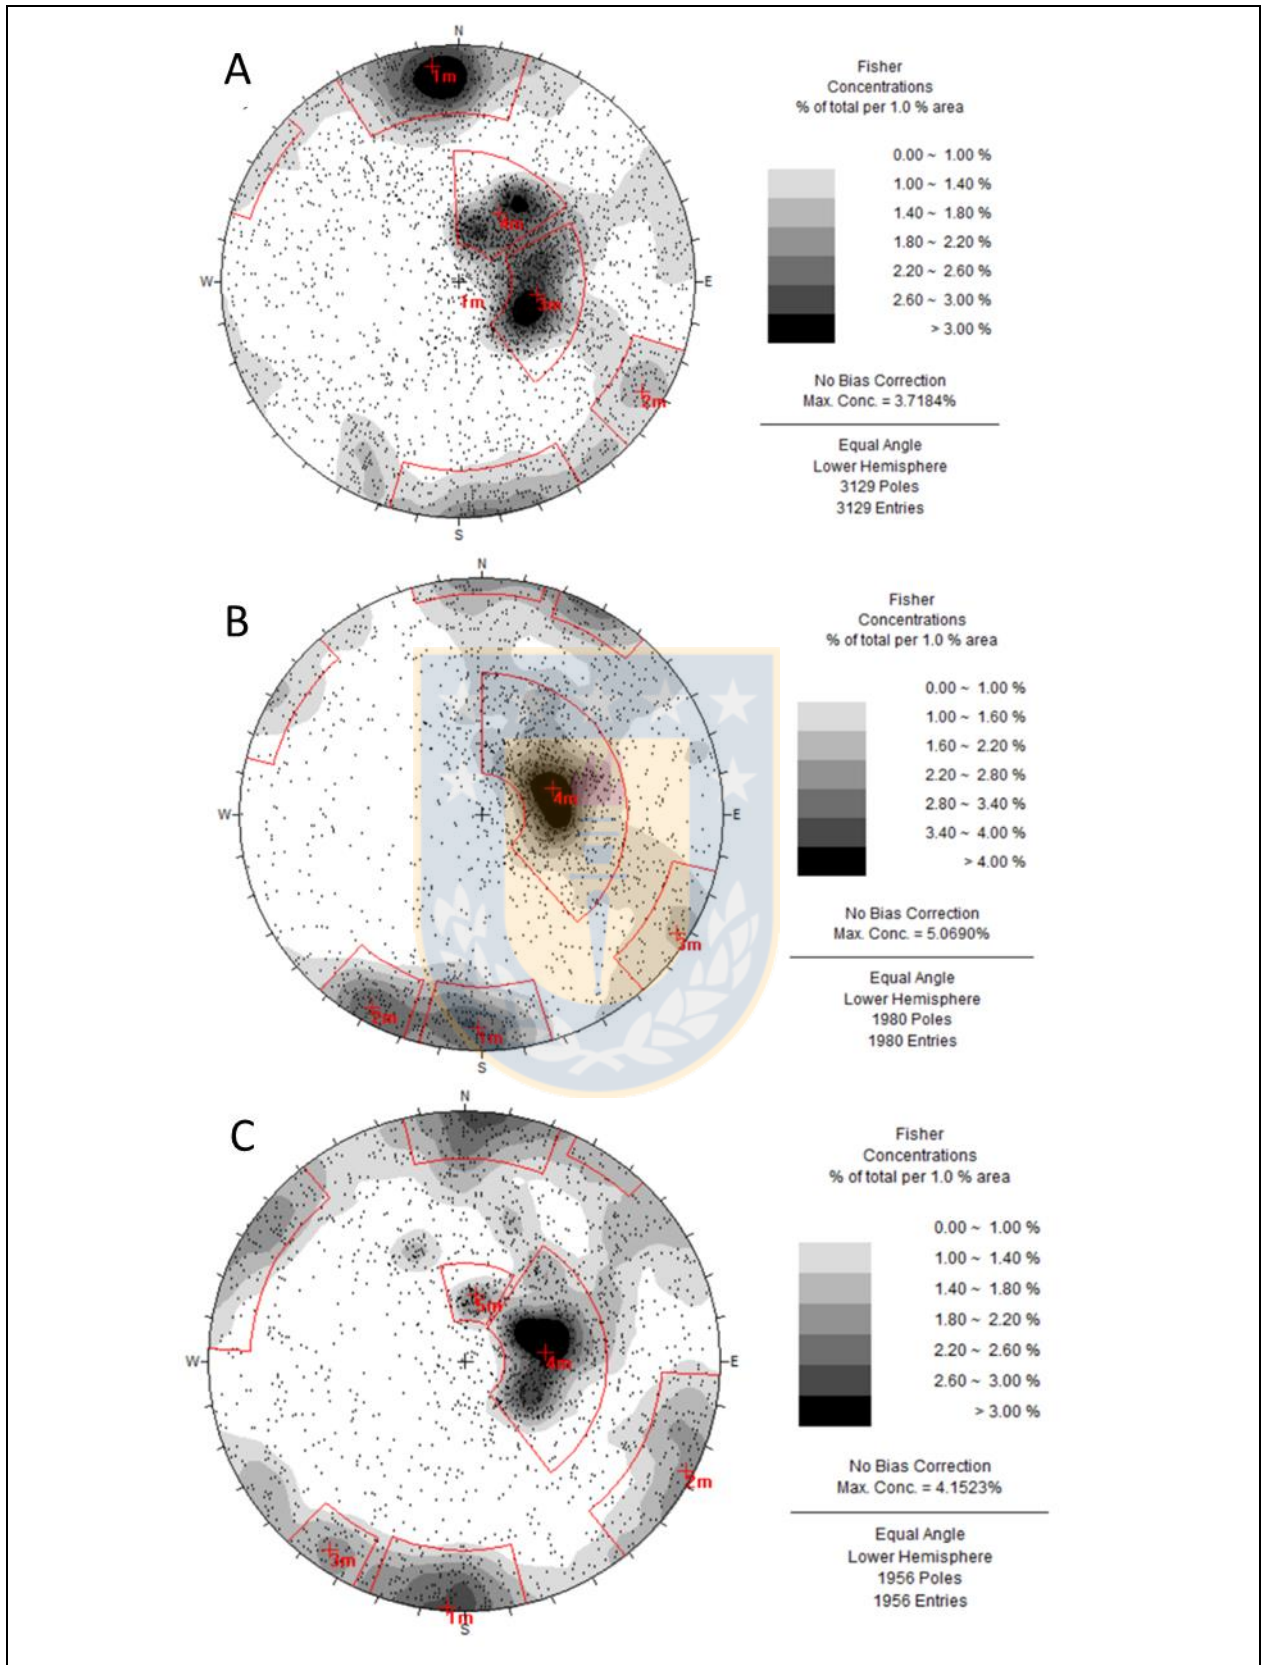 A
N
W
E
S
1m
4m
1m
3m
2m
Fisher
Concentrations
% of total per 1.0 % area
0.00 ~ 1.00 %
1.00 ~ 1.40 %
1.40 ~ 1.80 %
1.80 ~ 2.20 %
2.20 ~ 2.60 %
2.60 ~ 3.00 %
> 3.00 %
No Bias Correction
Max. Conc. = 3.7184%
Equal Angle
Lower Hemisphere
3129 Poles
3129 Entries
B
N
W
E
S
4m
3m
2m
1m
Fisher
Concentrations
% of total per 1.0 % area
0.00 ~ 1.00 %
1.00 ~ 1.60 %
1.60 ~ 2.20 %
2.20 ~ 2.80 %
2.80 ~ 3.40 %
3.40 ~ 4.00 %
> 4.00 %
No Bias Correction
Max. Conc. = 5.0690%
Equal Angle
Lower Hemisphere
1980 Poles
1980 Entries
C
N
W
E
S
5m
4m
2m
3m
1m
Fisher
Concentrations
% of total per 1.0 % area
0.00 ~ 1.00 %
1.00 ~ 1.40 %
1.40 ~ 1.80 %
1.80 ~ 2.20 %
2.20 ~ 2.60 %
2.60 ~ 3.00 %
> 3.00 %
No Bias Correction
Max. Conc. = 4.1523%
Equal Angle
Lower Hemisphere
1956 Poles
1956 Entries